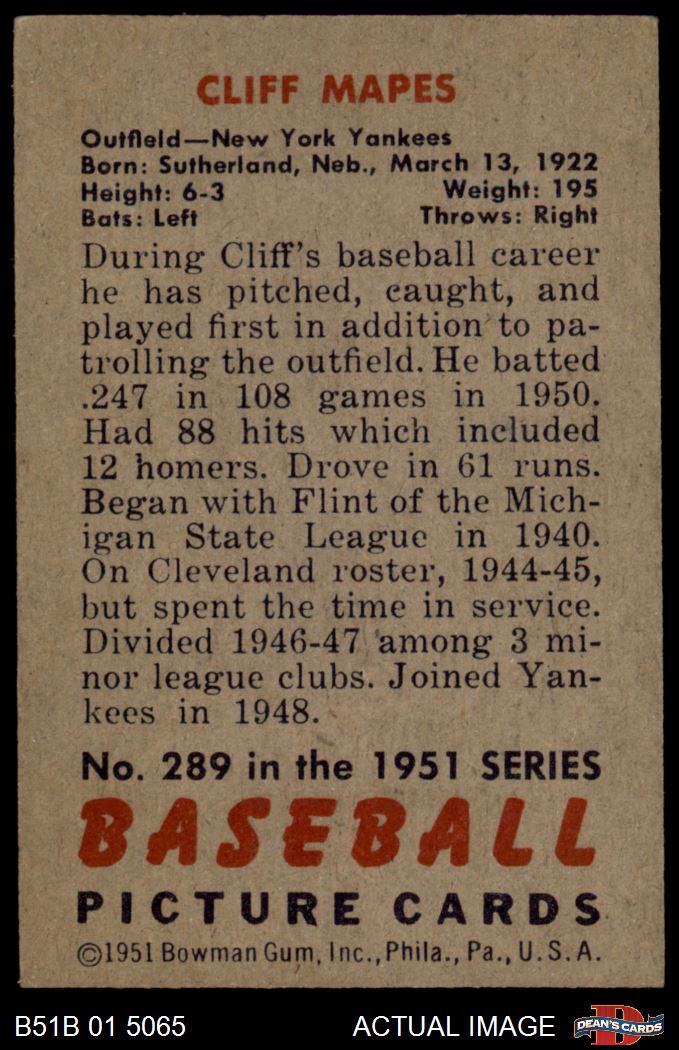 CLIFF MAPES
Outfield—New York Yankees
Born: Sutherland, Neb., March 13, 1922
Height: 6-3 Weight: 195
Bats: Left Throws: Right
During Cliff's baseball career
he has pitched, caught, and
played first in addition to pa-
trolling the outfield. He batted
.247 in 108 games in 1950.
Had 88 hits which included
12 homers. Drove in 61 runs.
Began with Flint of the Mich-
igan State League in 1940.
On Cleveland roster, 1944-45,
but spent the time in service.
Divided 1946-47 among 3 mi-
nor league clubs. Joined Yan-
kees in 1948.
No. 289 in the 1951 SERIES
BASEBALL
PICTURE CARDS
©1951 Bowman Gum, Inc., Phila., Pa., U.S.A.
B51B 01 5065 ACTUAL IMAGE DEAN'S CARDS